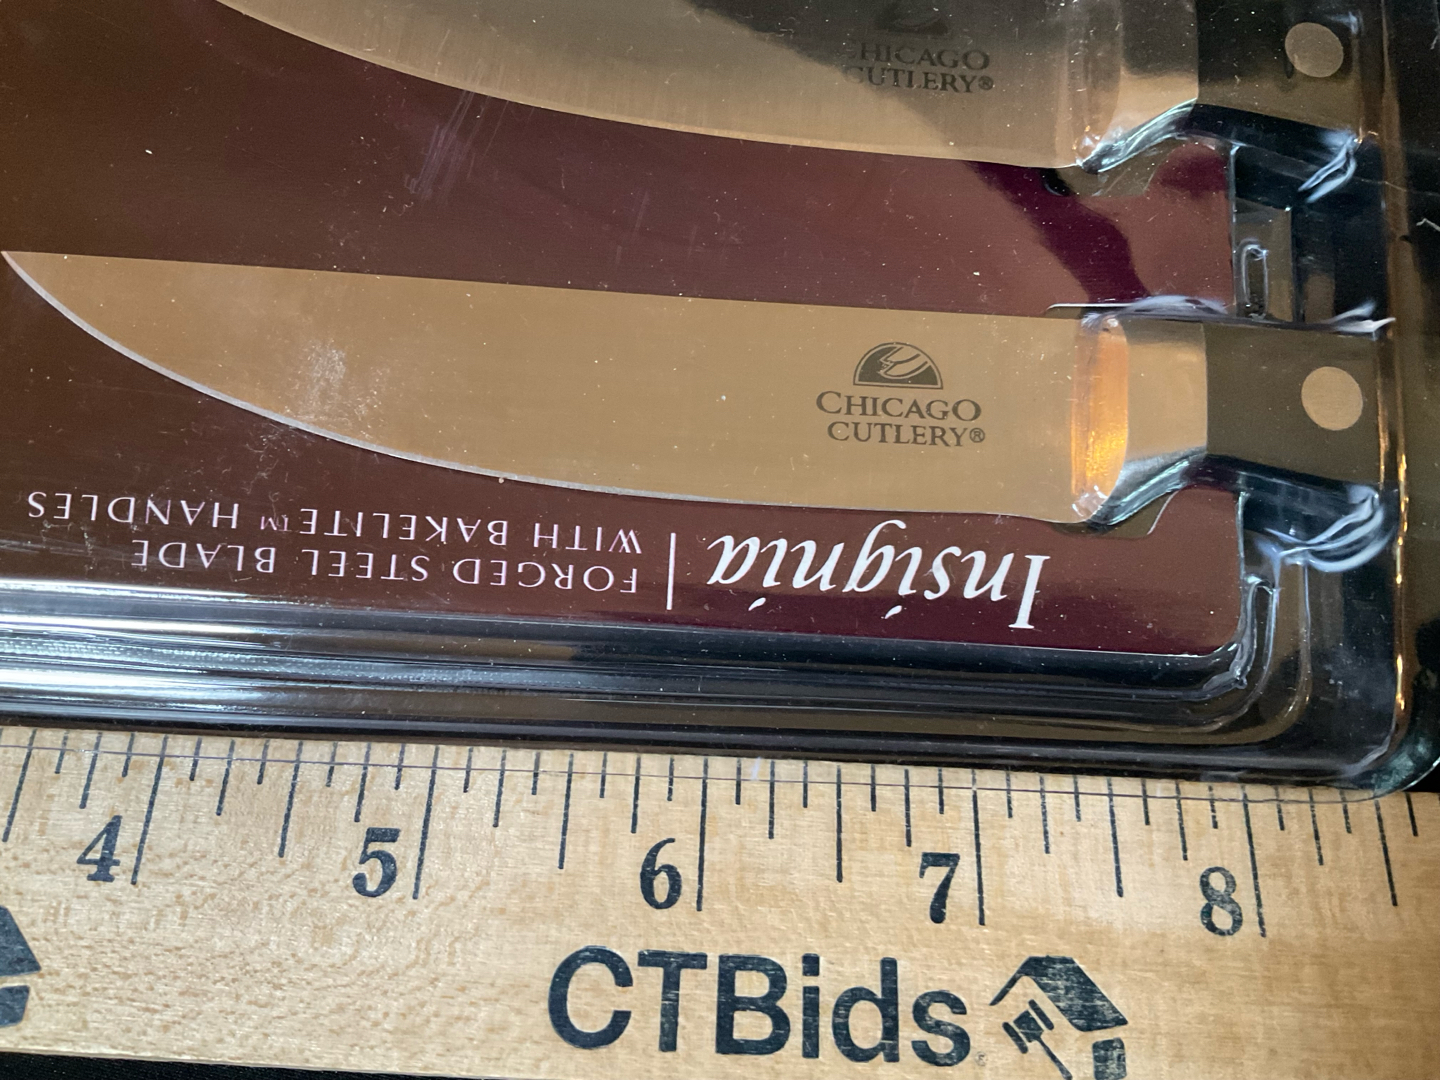 CHICAGO
CUTLERY®
CHICAGO
CUTLERY®
Insignia
FORGED STEEL BLADE
WITH BAKELITE™ HANDLES
4 5 6 7 8
CTBids